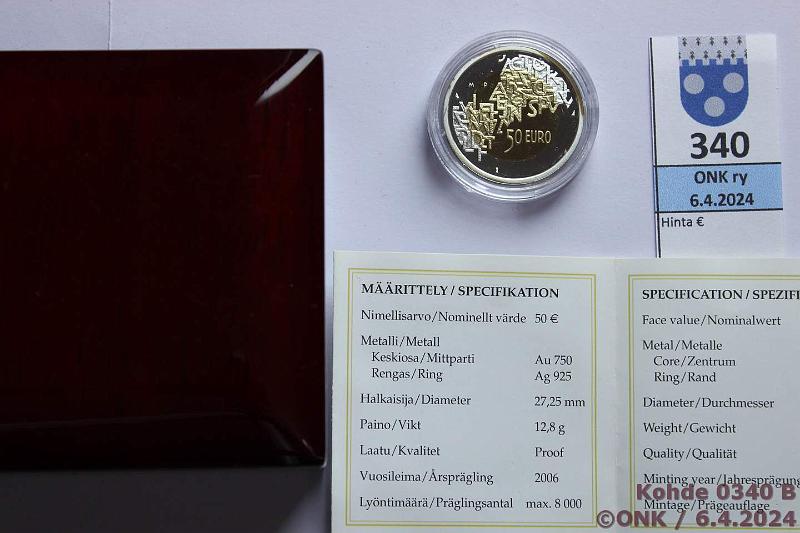 50 EURO
340
ONK ry
6.4.2024
Hinta €
MÄÄRITTELY / SPECIFIKATION
Nimellisarvo/Nominellt värde 50 €
Metalli/Metall
Keskiosa/Mittparti Au 750
Rengas/Ring Ag 925
Halkaisija/Diameter 27,25 mm
Paino/Vikt 12,8 g
Laatu/Kvalitet Proof
Vuosileima/Årsprägling 2006
Lyöntimäärä/Präglingsantal max. 8 000
SPECIFICATION / SPEZIFI
Face value/Nominalwert
Metal/Metalle
Core/Zentrum
Ring/Rand
Diameter/Durchmesser
Weight/Gewicht
Quality/Qualität
Minting year/Jahresprägung
Mintage/Prägeauflage
Kohde 0340 B
©ONK / 6.4.2024